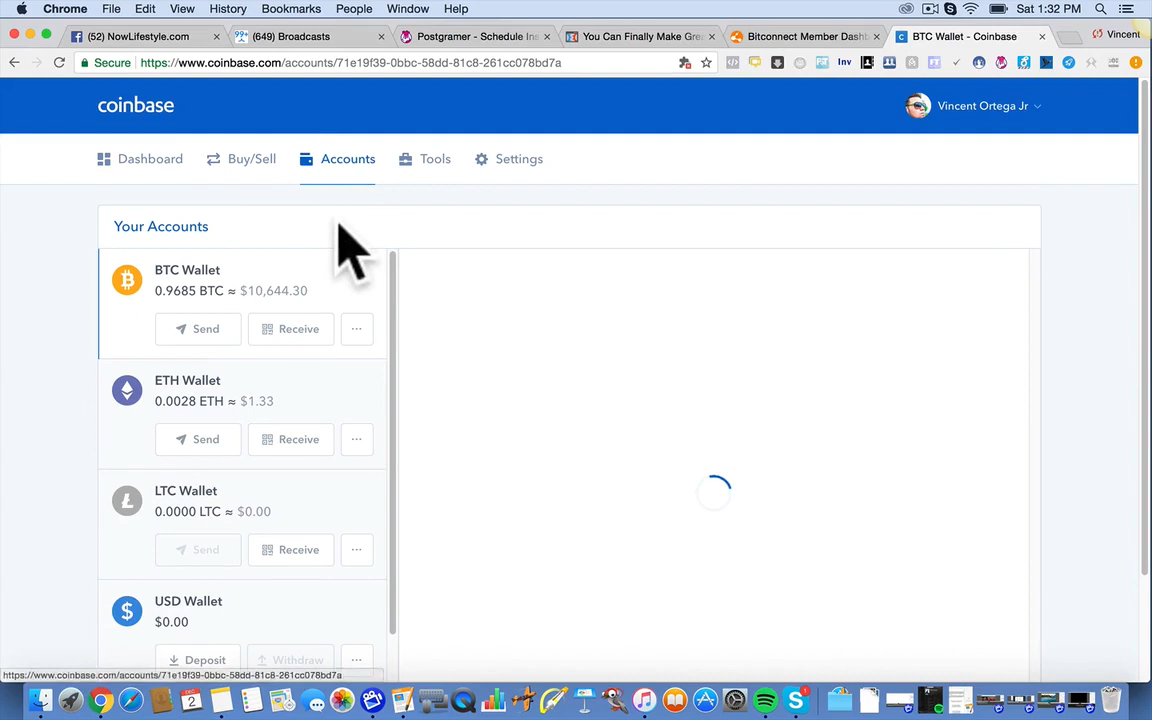 Chrome File Edit View History Bookmarks People Window Help Sat 1:32 PM
(52) NowLifestyle.com (649) Broadcasts Postgramer - Schedule Ins You Can Finally Make Grea Bitconnect Member Dashb BTC Wallet - Coinbase Vincent
Secure https://www.coinbase.com/accounts/71e19f39-0bbc-58dd-81c8-261cc078bd7a Inv
coinbase Vincent Ortega Jr
Dashboard Buy/Sell Accounts Tools Settings
Your Accounts
BTC Wallet
0.9685 BTC ≈ $10,644.30
Send Receive ...
ETH Wallet
0.0028 ETH ≈ $1.33
Send Receive ...
LTC Wallet
0.0000 LTC ≈ $0.00
Send Receive ...
USD Wallet
$0.00
Deposit Withdraw ...
https://www.coinbase.com/accounts/71e19f39-0bbc-58dd-81c8-261cc078bd7a